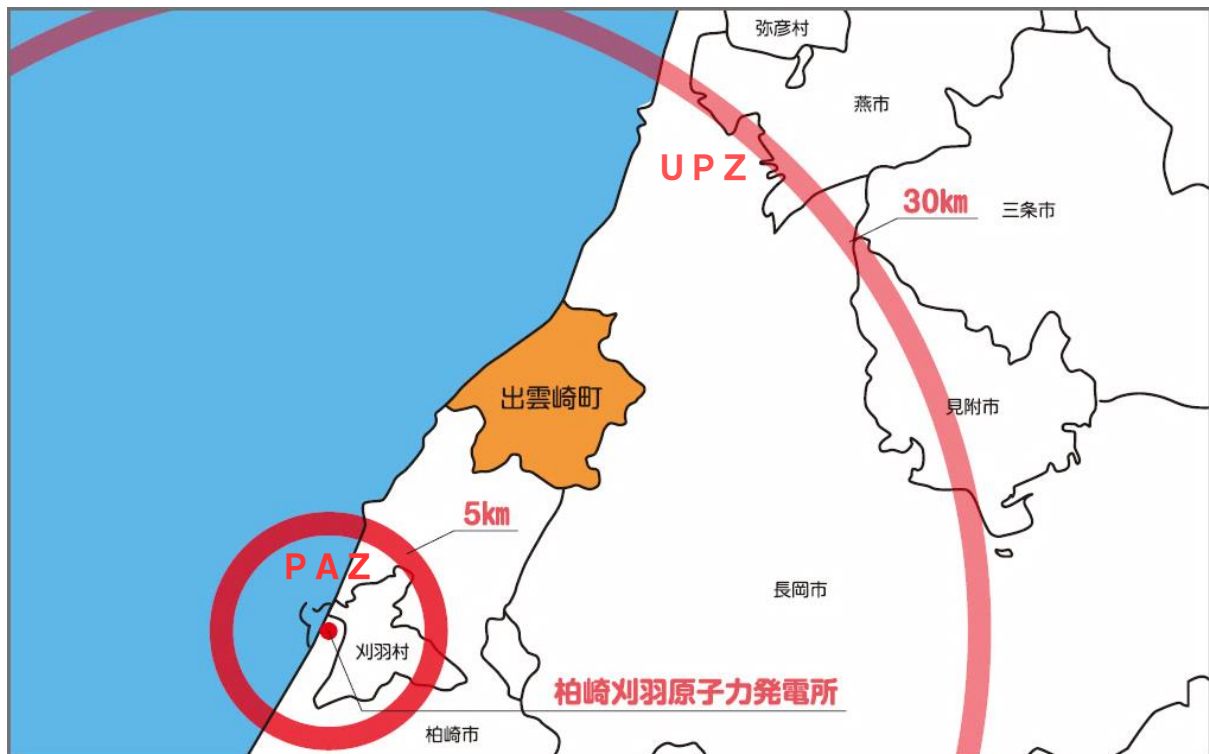 弥彦村
燕市
UPZ
30㎞
三条市
出雲崎町
見附市
5㎞
PAZ
長岡市
刈羽村
柏崎刈羽原子力発電所
柏崎市